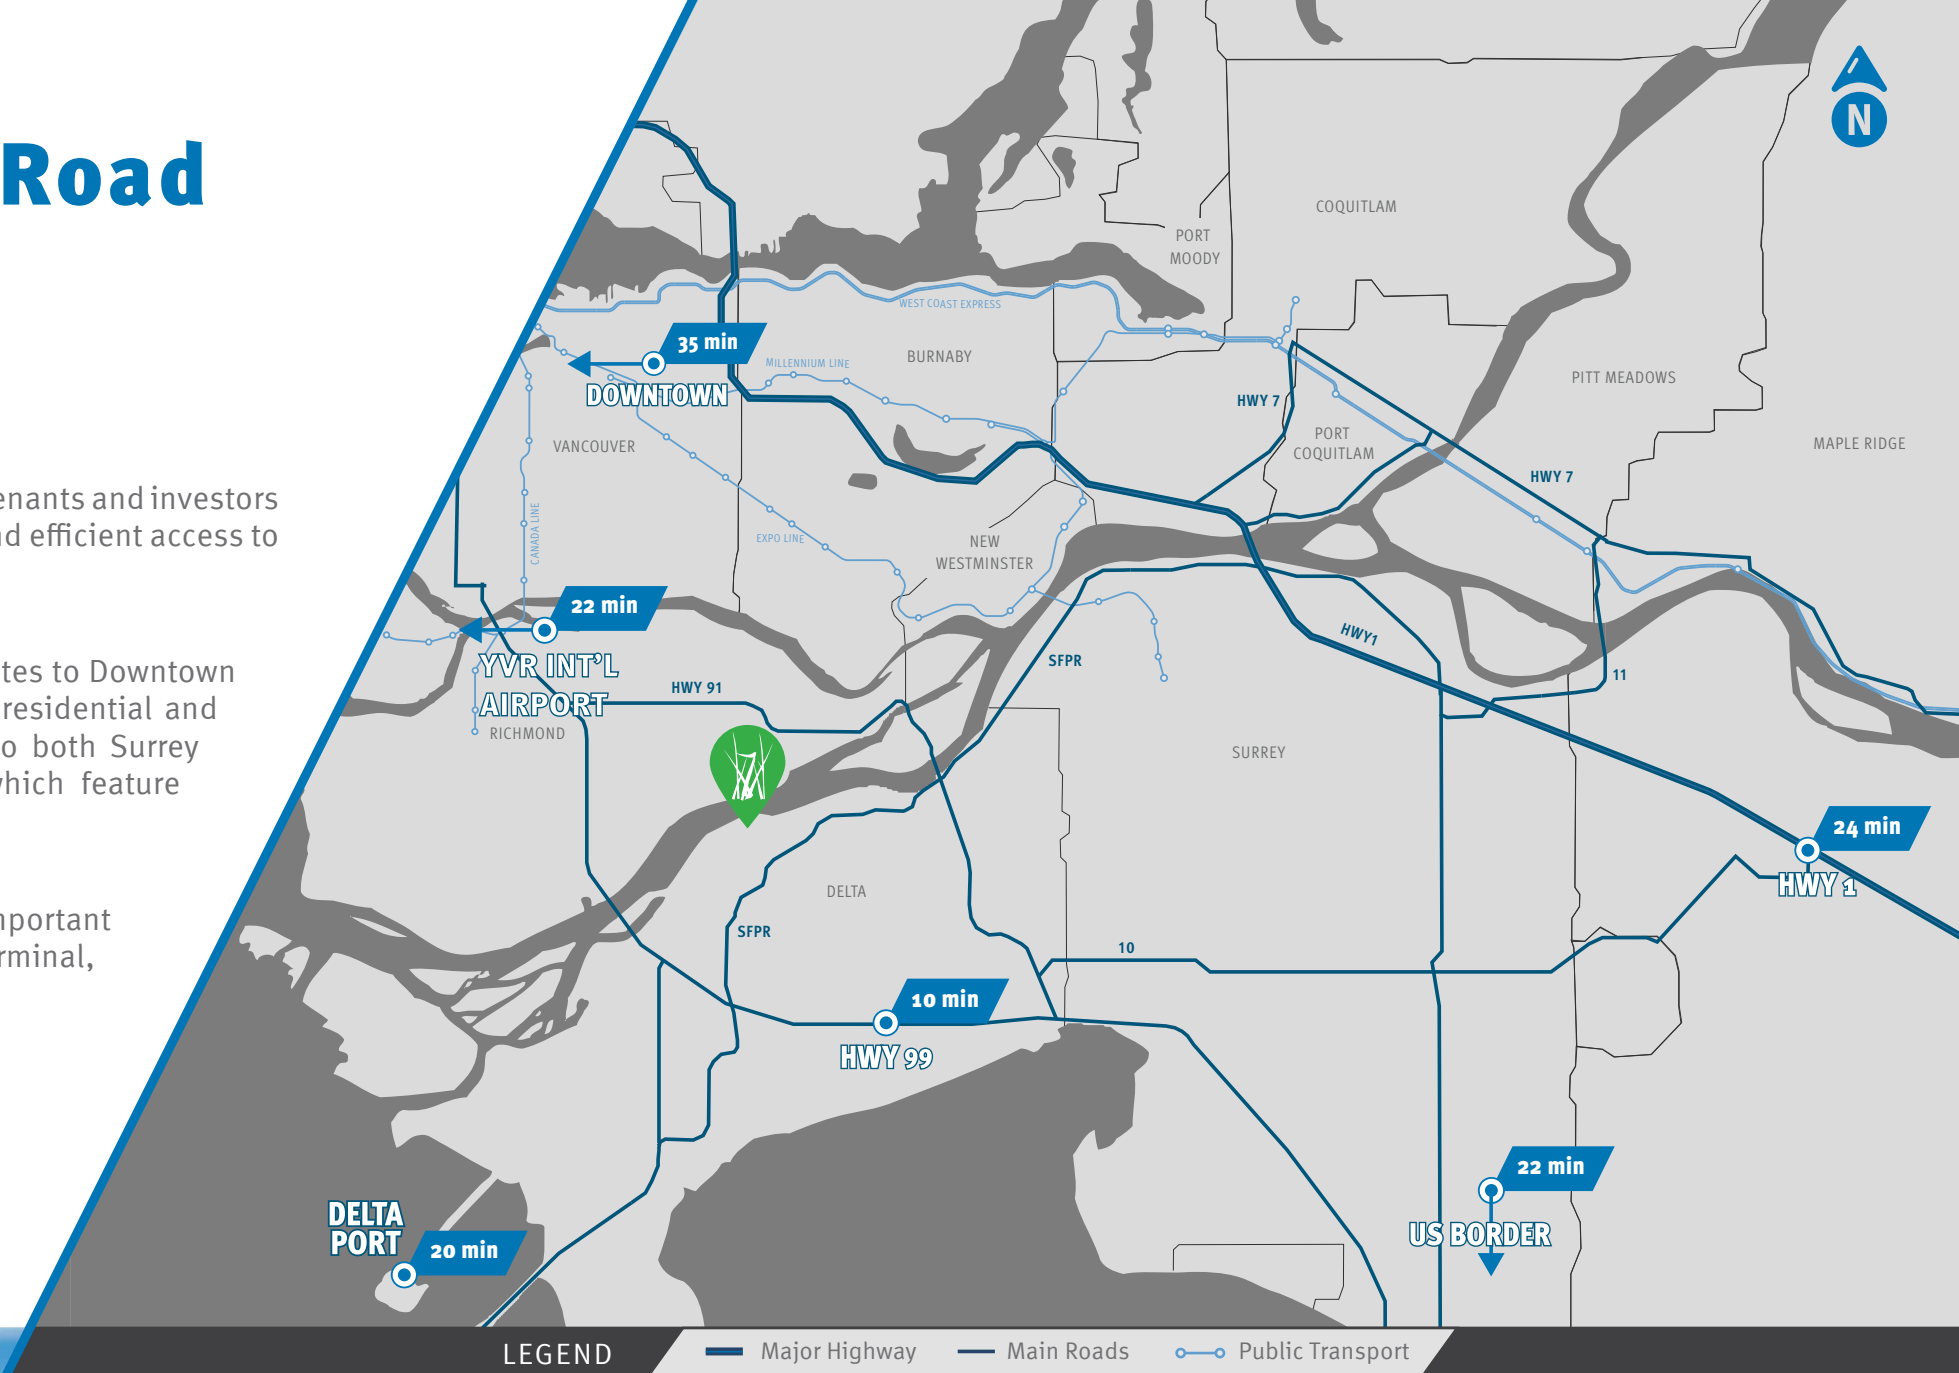 Road
enants and investors
nd efficient access to
tes to Downtown
residential and
o both Surrey
which feature
mportant
rminal,
N
COQUITLAM
PORT
MOODY
WEST COAST EXPRESS
35 min
DOWNTOWN
MILLENNIUM LINE
BURNABY
PITT MEADOWS
HWY 7
PORT
COQUITLAM
MAPLE RIDGE
VANCOUVER
HWY 7
CANADA LINE
EXPO LINE
NEW
WESTMINSTER
22 min
YVR INT'L
AIRPORT
HWY1
SFPR
11
HWY 91
RICHMOND
SURREY
24 min
HWY 1
DELTA
SFPR
10
10 min
HWY 99
22 min
US BORDER
DELTA
PORT
20 min
LEGEND
Major Highway
Main Roads
Public Transport